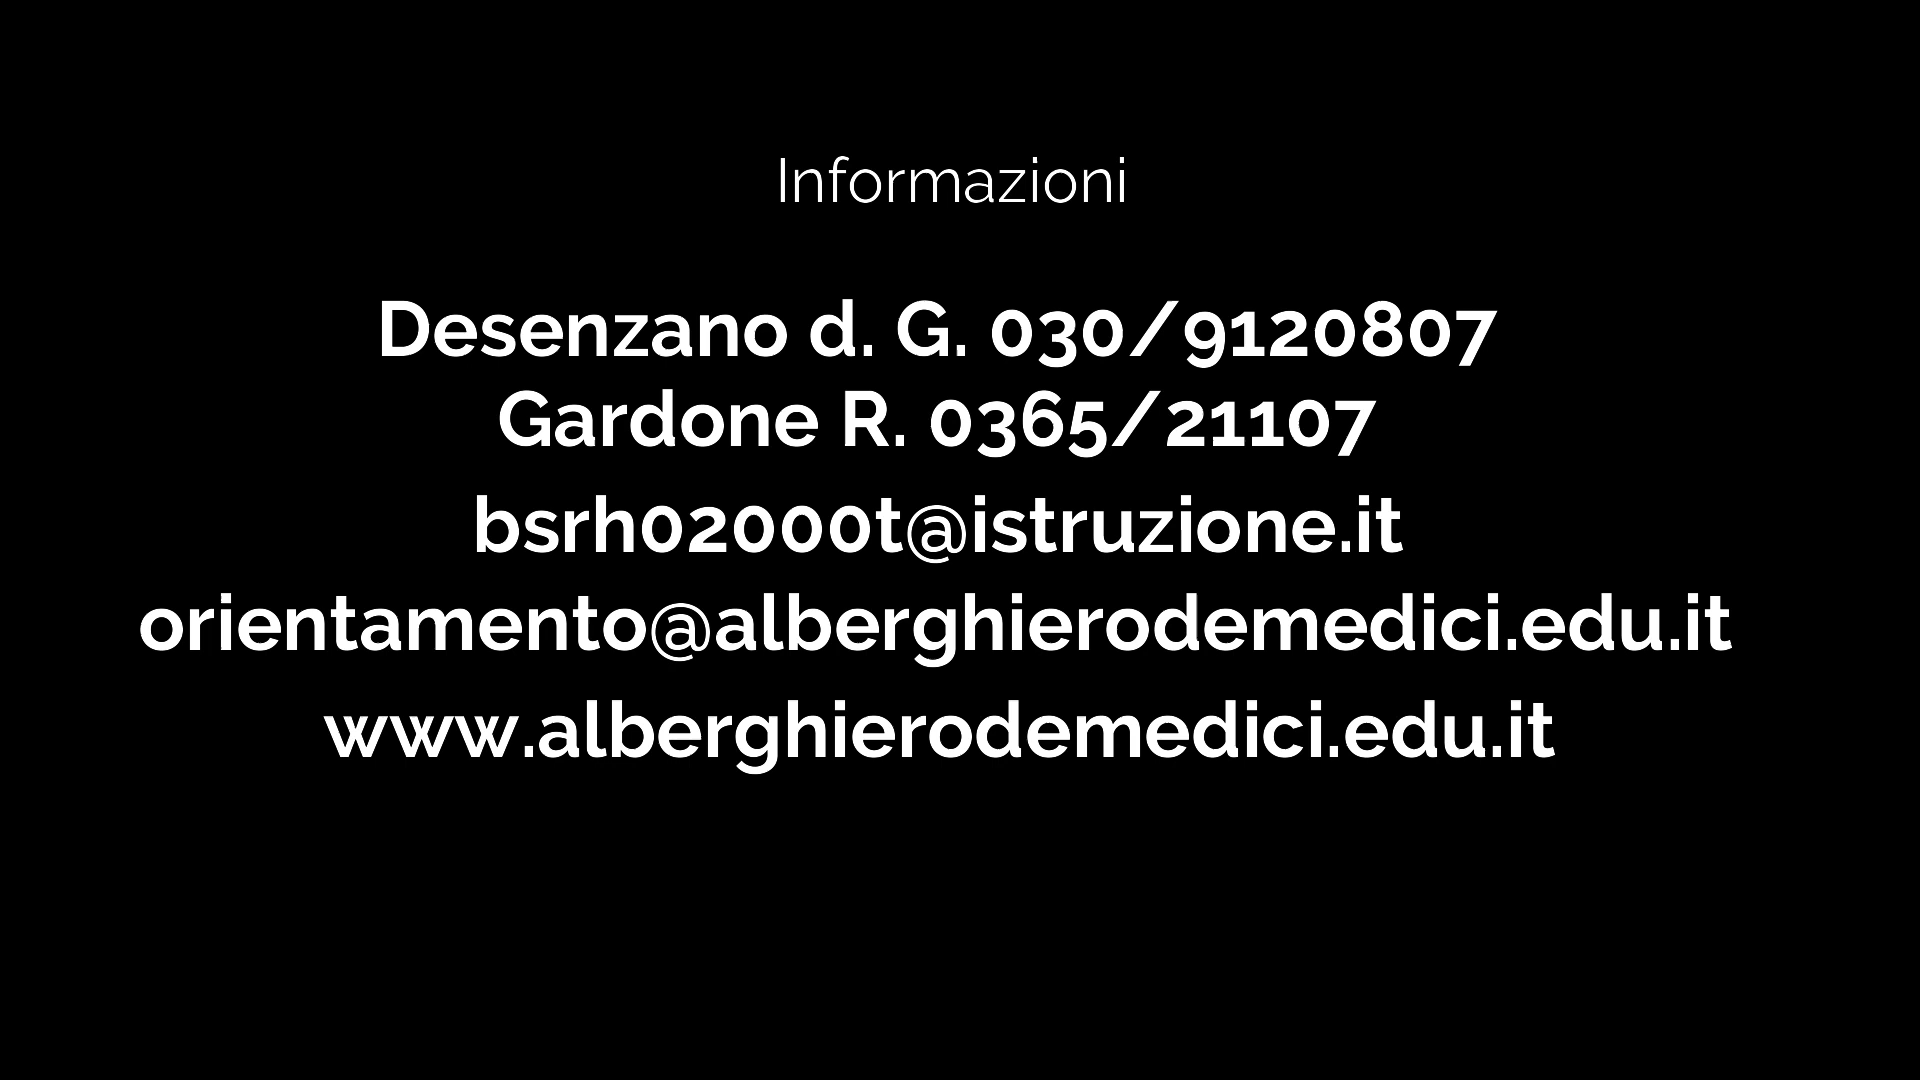 Informazioni
Desenzano d. G. 030/9120807
Gardone R. 0365/21107
bsrh02000t@istruzione.it
orientamento@alberghierodemedici.edu.it
www.alberghierodemedici.edu.it